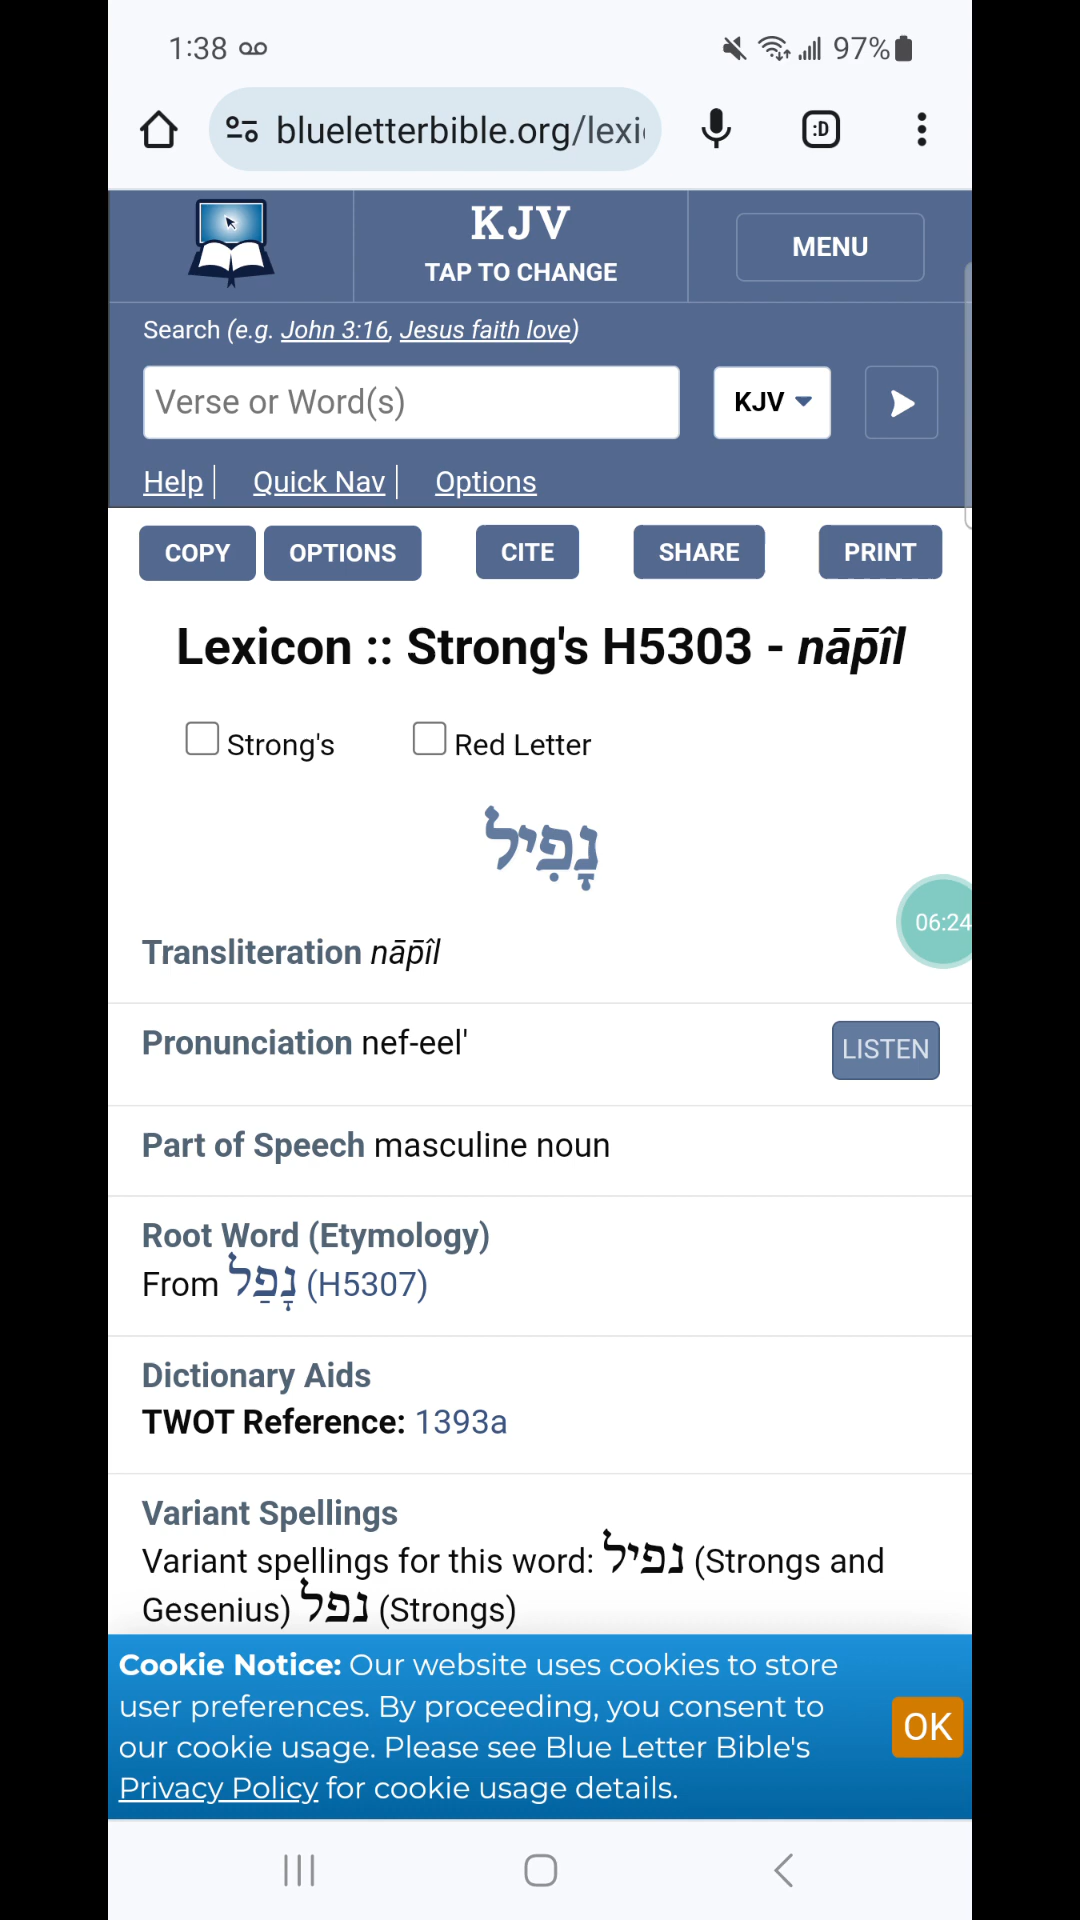 1:38 97%
blueletterbible.org/lexi
:D
KJV
TAP TO CHANGE
MENU
Search (e.g. John 3:16, Jesus faith love)
Verse or Word(s)
KJV
Help | Quick Nav | Options
COPY OPTIONS CITE SHARE PRINT
Lexicon :: Strong's H5303 - nāp̄îl
Strong's Red Letter
נָפִיל
06:24
Transliteration nāp̄îl
Pronunciation nef-eel'
LISTEN
Part of Speech masculine noun
Root Word (Etymology)
From נָפַל (H5307)
Dictionary Aids
TWOT Reference: 1393a
Variant Spellings
Variant spellings for this word: נפיל (Strongs and
Gesenius) נפל (Strongs)
Cookie Notice: Our website uses cookies to store
user preferences. By proceeding, you consent to
our cookie usage. Please see Blue Letter Bible's
Privacy Policy for cookie usage details.
OK